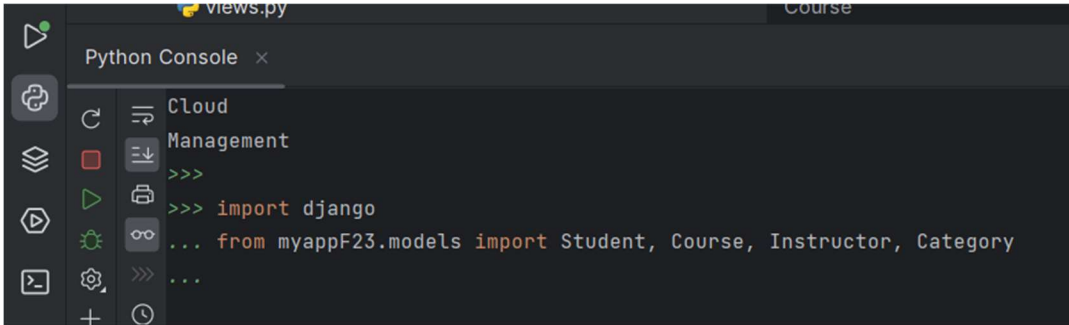 views.py
Course
Python Console
Cloud
Management
>>>
>>> import django
... from myappF23.models import Student, Course, Instructor, Category
...